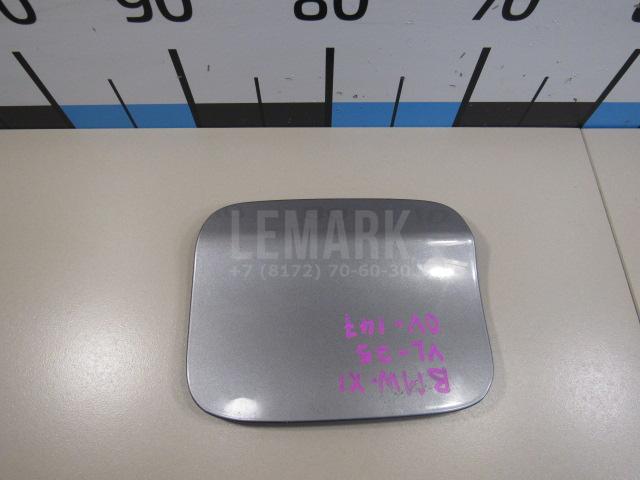 90 80 70
LEMARK
+7 (8172) 70-60-30
BMW-X1
VL-25
OV-147